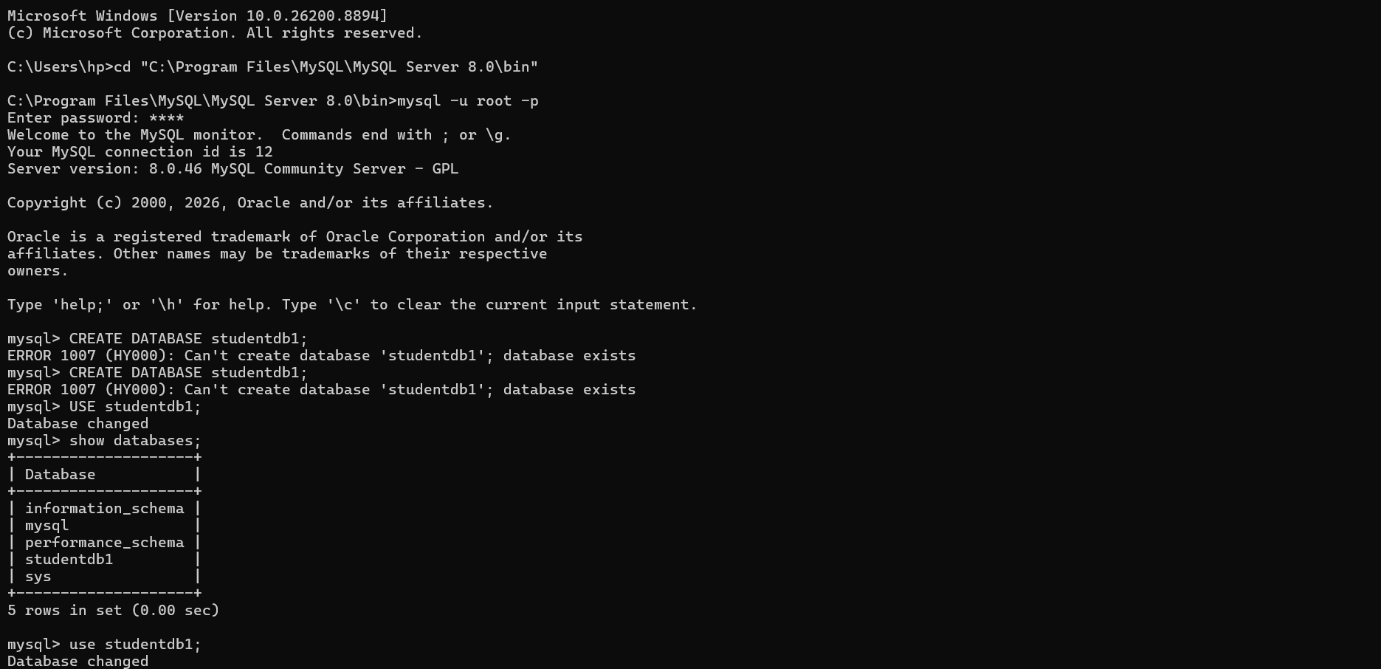 Microsoft Windows [Version 10.0.26200.8894]
(c) Microsoft Corporation. All rights reserved.
C:\Users\hp>cd "C:\Program Files\MySQL\MySQL Server 8.0\bin"
C:\Program Files\MySQL\MySQL Server 8.0\bin>mysql -u root -p
Enter password: ****
Welcome to the MySQL monitor.  Commands end with ; or \g.
Your MySQL connection id is 12
Server version: 8.0.46 MySQL Community Server - GPL
Copyright (c) 2000, 2026, Oracle and/or its affiliates.
Oracle is a registered trademark of Oracle Corporation and/or its
affiliates. Other names may be trademarks of their respective
owners.
Type 'help;' or '\h' for help. Type '\c' to clear the current input statement.
mysql> CREATE DATABASE studentdb1;
ERROR 1007 (HY000): Can't create database 'studentdb1'; database exists
mysql> CREATE DATABASE studentdb1;
ERROR 1007 (HY000): Can't create database 'studentdb1'; database exists
mysql> USE studentdb1;
Database changed
mysql> show databases;
+--------------------+
| Database           |
+--------------------+
| information_schema |
| mysql              |
| performance_schema |
| studentdb1         |
| sys                |
+--------------------+
5 rows in set (0.00 sec)
mysql> use studentdb1;
Database changed